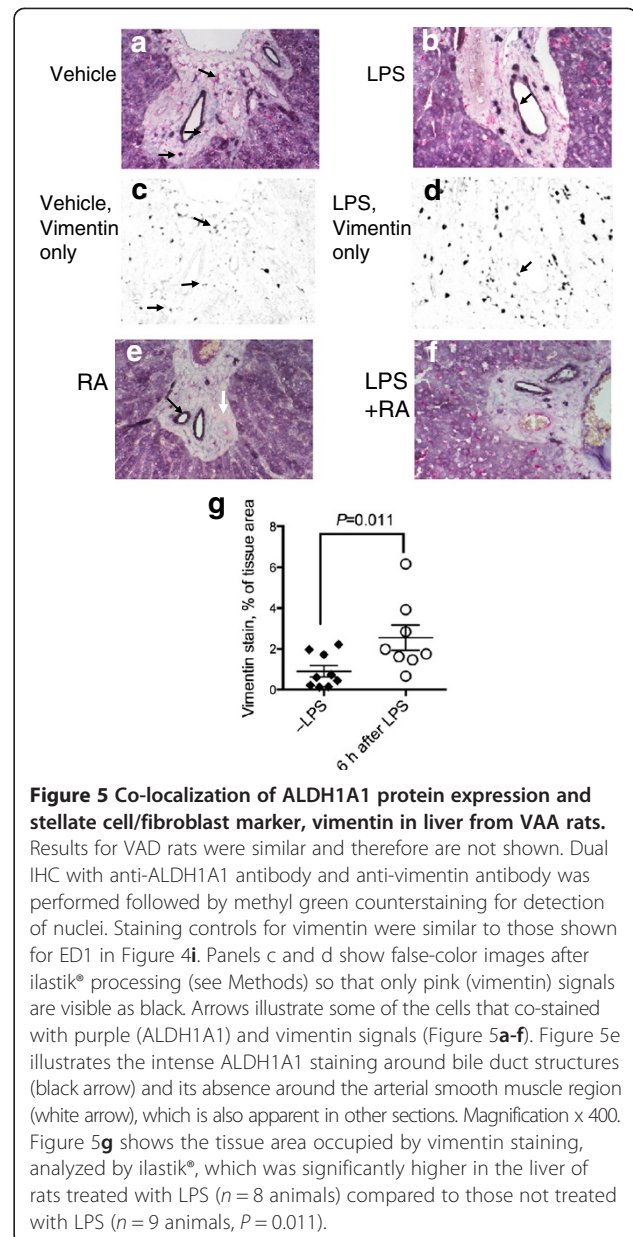 a
b
Vehicle
LPS
c
d
Vehicle,
Vimentin
only
LPS,
Vimentin
only
e
f
RA
LPS
+RA
g
P=0.011
Vimentin stain, % of tissue area
8
6
4
2
0
–LPS
6 h after LPS
Figure 5 Co-localization of ALDH1A1 protein expression and
stellate cell/fibroblast marker, vimentin in liver from VAA rats.
Results for VAD rats were similar and therefore are not shown. Dual
IHC with anti-ALDH1A1 antibody and anti-vimentin antibody was
performed followed by methyl green counterstaining for detection
of nuclei. Staining controls for vimentin were similar to those shown
for ED1 in Figure 4i. Panels c and d show false-color images after
ilastik® processing (see Methods) so that only pink (vimentin) signals
are visible as black. Arrows illustrate some of the cells that co-stained
with purple (ALDH1A1) and vimentin signals (Figure 5a-f). Figure 5e
illustrates the intense ALDH1A1 staining around bile duct structures
(black arrow) and its absence around the arterial smooth muscle region
(white arrow), which is also apparent in other sections. Magnification x 400.
Figure 5g shows the tissue area occupied by vimentin staining,
analyzed by ilastik®, which was significantly higher in the liver of
rats treated with LPS (n = 8 animals) compared to those not treated
with LPS (n = 9 animals, P = 0.011).